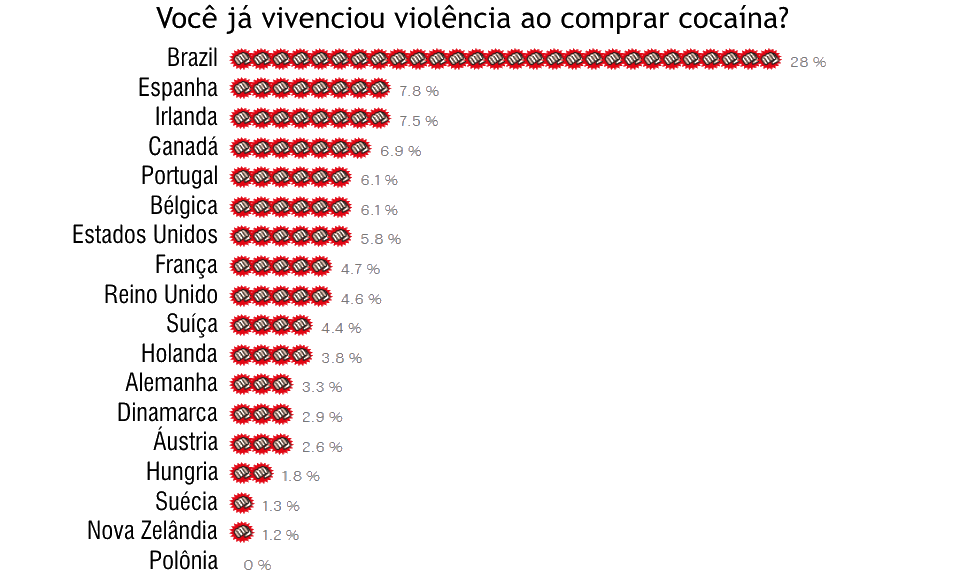 Você já vivenciou violência ao comprar cocaína?
Brazil 28 %
Espanha 7.8 %
Irlanda 7.5 %
Canadá 6.9 %
Portugal 6.1 %
Bélgica 6.1 %
Estados Unidos 5.8 %
França 4.7 %
Reino Unido 4.6 %
Suíça 4.4 %
Holanda 3.8 %
Alemanha 3.3 %
Dinamarca 2.9 %
Áustria 2.6 %
Hungria 1.8 %
Suécia 1.3 %
Nova Zelândia 1.2 %
Polônia 0 %